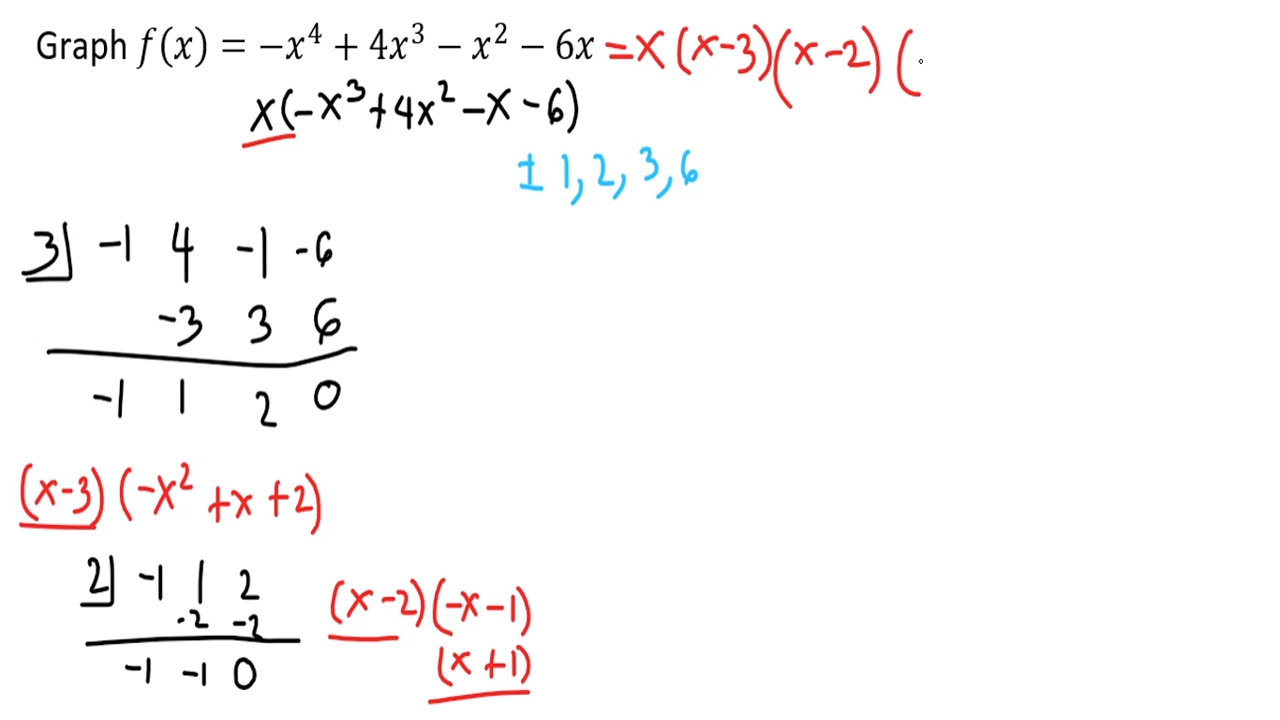 Graph f(x) = −x⁴ + 4x³ − x² − 6x = x(x-3)(x-2)(
x(-x³+4x²-x-6)
± 1, 2, 3, 6
3| -1 4 -1 -6
-3 3 6
-1 1 2 0
(x-3)(-x²+x+2)
2| -1 1 2
-2 -2
-1 -1 0
(x-2)(-x-1)
(x+1)